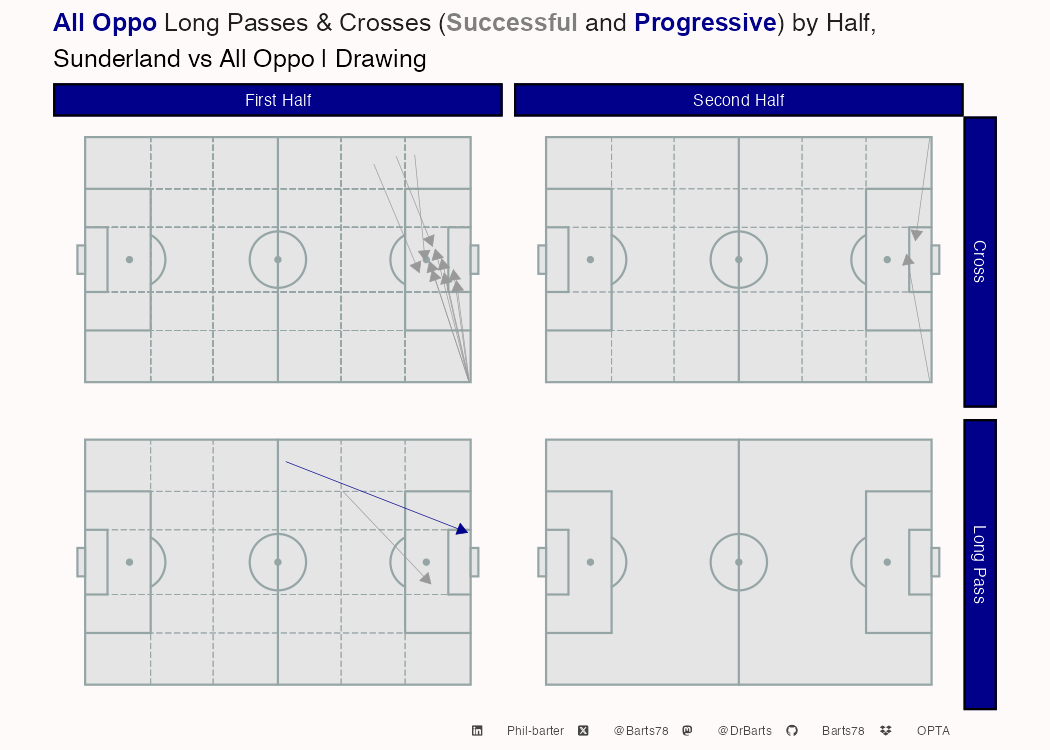 All Oppo Long Passes & Crosses (Successful and Progressive) by Half,
Sunderland vs All Oppo | Drawing
First Half
Second Half
Cross
Long Pass
Phil-barter @Barts78 @DrBarts Barts78 OPTA